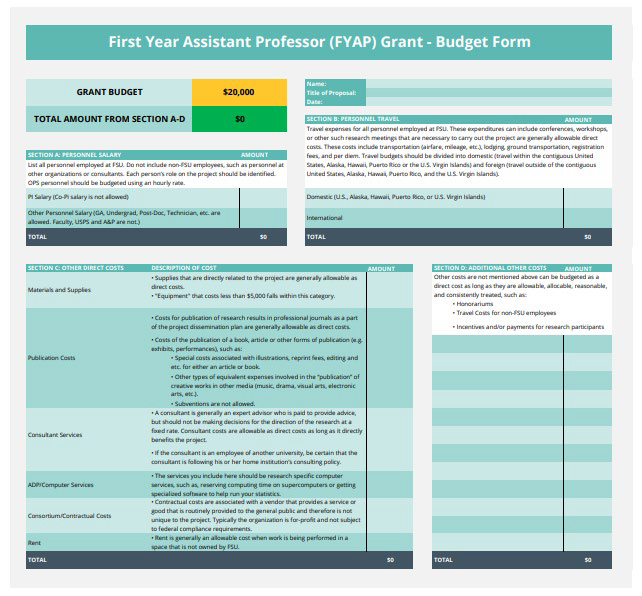 First Year Assistant Professor (FYAP) Grant - Budget Form
GRANT BUDGET $20,000
TOTAL AMOUNT FROM SECTION A-D $0
Name:
Title of Proposal:
Date:
SECTION A: PERSONNEL SALARY AMOUNT
List all personnel employed at FSU. Do not include non-FSU employees, such as personnel at
other organizations or consultants. Each person's role on the project should be identified.
OPS personnel should be budgeted using an hourly rate.
PI Salary (Co-Pi salary is not allowed)
Other Personnel Salary (GA, Undergrad, Post-Doc, Technician, etc. are
allowed. Faculty, USPS and A&P are not.)
TOTAL $0
SECTION B: PERSONNEL TRAVEL AMOUNT
Travel expenses for all personnel employed at FSU. These expenditures can include conferences, workshops,
or other such research meetings that are necessary to carry out the project are generally allowable direct
costs. These costs include transportation (airfare, mileage, etc.), lodging, ground transportation, registration
fees, and per diem. Travel budgets should be divided into domestic (travel within the contiguous United
States, Alaska, Hawaii, Puerto Rico or the U.S. Virgin Islands) and foreign (travel outside of the contiguous
United States, Alaska, Hawaii, Puerto Rico, and the U.S. Virgin Islands).
Domestic (U.S., Alaska, Hawaii, Puerto Rico, or U.S. Virgin Islands)
International
TOTAL $0
SECTION C: OTHER DIRECT COSTS DESCRIPTION OF COST AMOUNT
Materials and Supplies
• Supplies that are directly related to the project are generally allowable as
direct costs.
• "Equipment" that costs less than $5,000 falls within this category.
Publication Costs
• Costs for publication of research results in professional journals as a part
of the project dissemination plan are generally allowable as direct costs.
• Costs of the publication of a book, article or other forms of publication (e.g.
exhibits, performances), such as:
• Special costs associated with illustrations, reprint fees, editing and
etc. for either an article or book.
• Other types of equivalent expenses involved in the "publication" of
creative works in other media (music, drama, visual arts, electronic
arts, etc.).
• Subventions are not allowed.
Consultant Services
• A consultant is generally an expert advisor who is paid to provide advice,
but should not be making decisions for the direction of the research at a
fixed rate. Consultant costs are allowable as direct costs as long as it directly
benefits the project.
• If the consultant is an employee of another university, be certain that the
consultant is following his or her home institution's consulting policy.
ADP/Computer Services
• The services you include here should be research specific computer
services, such as, reserving computing time on supercomputers or getting
specialized software to help run your statistics.
Consortium/Contractual Costs
• Contractual costs are associated with a vendor that provides a service or
good that is routinely provided to the general public and therefore is not
unique to the project. Typically the organization is for-profit and not subject
to federal compliance requirements.
Rent
• Rent is generally an allowable cost when work is being performed in a
space that is not owned by FSU.
TOTAL $0
SECTION D: ADDITIONAL OTHER COSTS AMOUNT
Other costs are not mentioned above can be budgeted as a
direct cost as long as they are allowable, allocable, reasonable,
and consistently treated, such as:
• Honorariums
• Travel Costs for non-FSU employees
• Incentives and/or payments for research participants
TOTAL $0